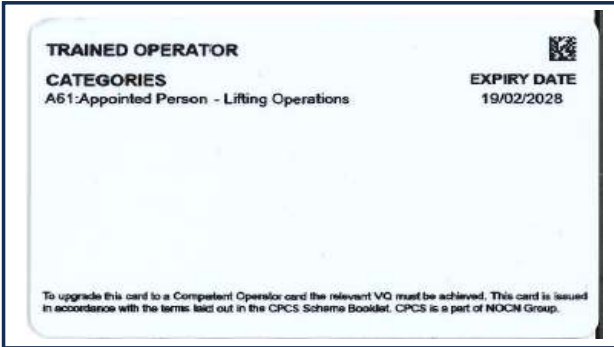 TRAINED OPERATOR
CATEGORIES
EXPIRY DATE
A61:Appointed Person - Lifting Operations
19/02/2028
To upgrade this card to a Competent Operator card the relevant VQ must be achieved. This card is issued
in accordance with the terms laid out in the CPCS Scheme Booklet. CPCS is a part of NOCN Group.